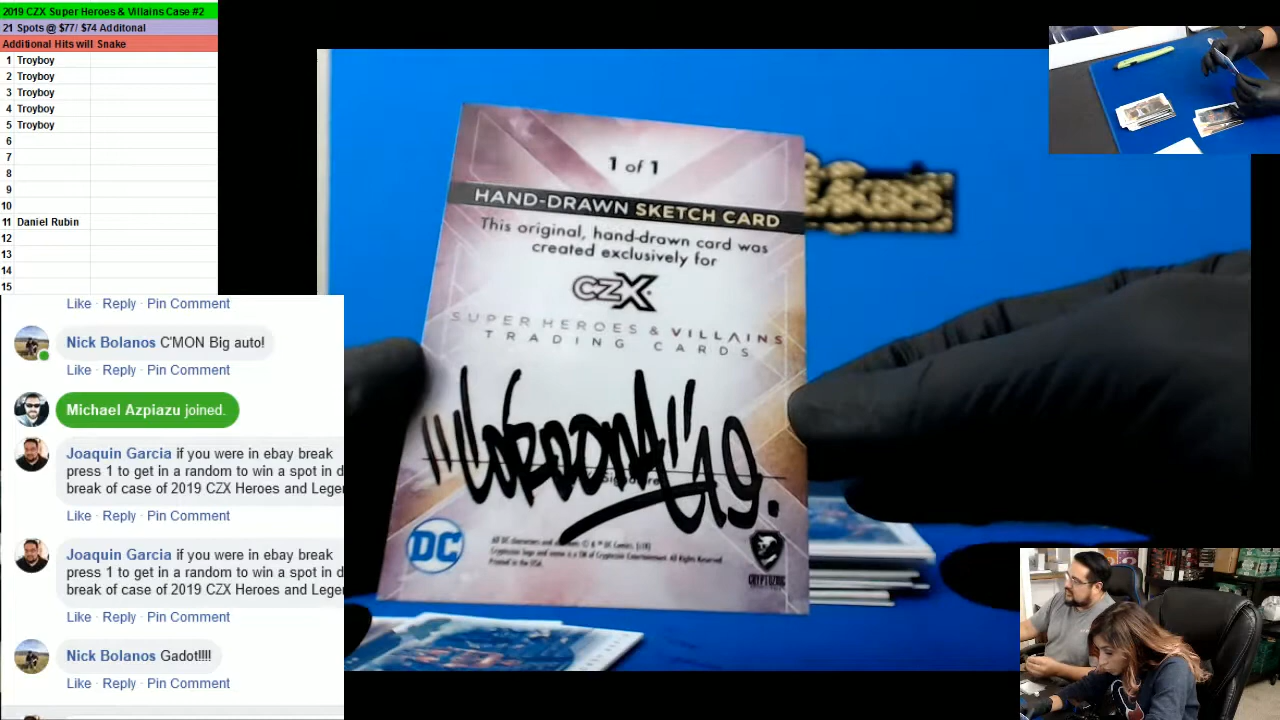 2019 CZX Super Heroes & Villains Case #2
21 Spots @ $77/ $74 Additonal
Additional Hits will Snake
1 Troyboy
2 Troyboy
3 Troyboy
4 Troyboy
5 Troyboy
6
7
8
9
10
11 Daniel Rubin
12
13
14
15
Like · Reply · Pin Comment
Nick Bolanos C'MON Big auto!
Like · Reply · Pin Comment
Michael Azpiazu joined.
Joaquin Garcia if you were in ebay break
press 1 to get in a random to win a spot in d
break of case of 2019 CZX Heroes and Leger
Like · Reply · Pin Comment
Joaquin Garcia if you were in ebay break
press 1 to get in a random to win a spot in d
break of case of 2019 CZX Heroes and Leger
Like · Reply · Pin Comment
Nick Bolanos Gadot!!!!
Like · Reply · Pin Comment
1 of 1
HAND-DRAWN SKETCH CARD
This original, hand-drawn card was
created exclusively for
CZX
SUPER HEROES & VILLAINS
TRADING CARDS
'19.
DC
Printed in the USA.
CRYPTOZOIC